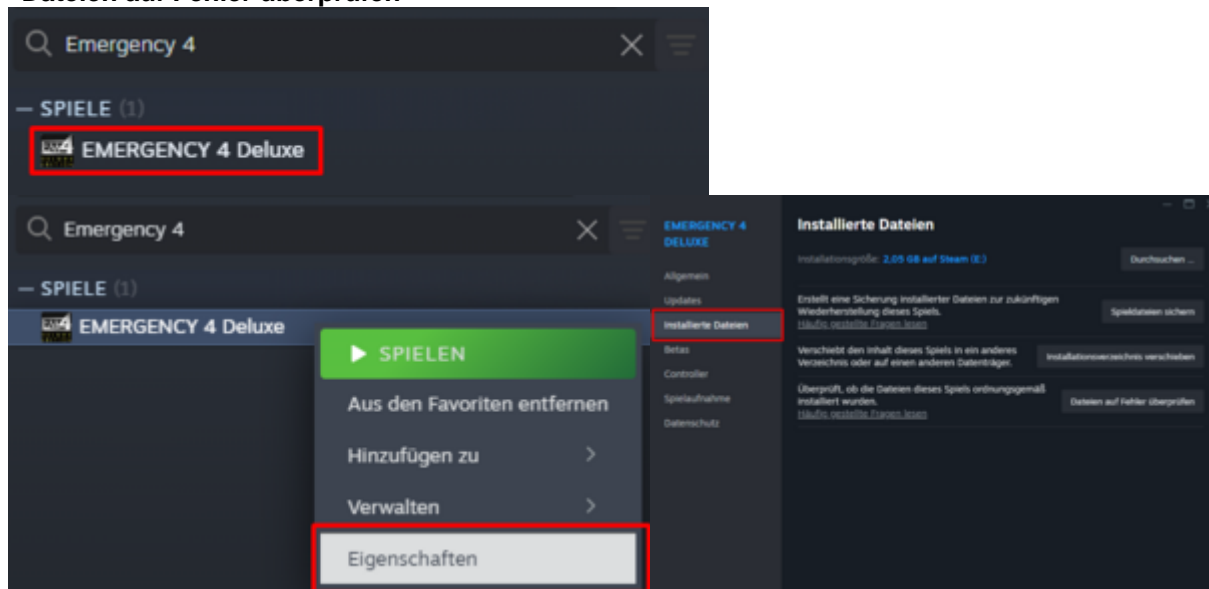 Dateien auf Fehler überprüfen
Emergency 4
SPIELE (1)
EMERGENCY 4 Deluxe
Emergency 4
SPIELE (1)
EMERGENCY 4 Deluxe
SPIELEN
Aus den Favoriten entfernen
Hinzufügen zu
Verwalten
Eigenschaften
EMERGENCY 4
DELUXE
Allgemein
Updates
Installierte Dateien
Betas
Controller
Spielaufnahme
Datenschutz
Installierte Dateien
Installationsgröße: 2,05 GB auf Steam (E:)
Durchsuchen ...
Erstellt eine Sicherung installierter Dateien zur zukünftigen
Wiederherstellung dieses Spiels.
Häufig gestellte Fragen lesen
Spieldateien sichern
Verschiebt den Inhalt dieses Spiels in ein anderes
Verzeichnis oder auf einen anderen Datenträger.
Installationsverzeichnis verschieben
Überprüft, ob die Dateien dieses Spiels ordnungsgemäß
installiert wurden.
Häufig gestellte Fragen lesen
Dateien auf Fehler überprüfen